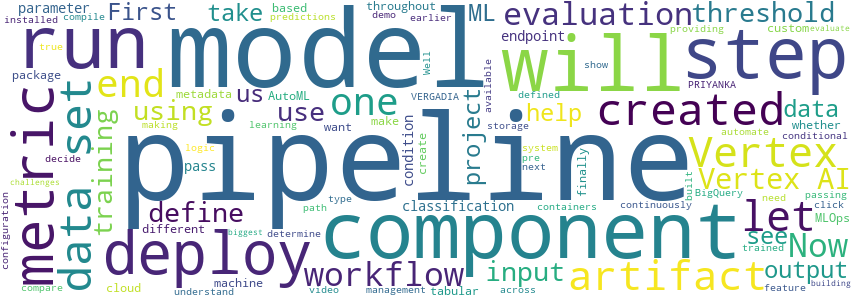 parameter
installed
compile
First
take
based
demo
throughout
earlier
ML
predictions
evaluation
threshold
endpoint
across
providing
custom
evaluate
true
run
model
will
step
Well
show
PRIYANKA
package
end
metadata
us
AutoML
VERGADIA
available
defined
decide
metric
data set
training
using
use
one
making
learning
want
make
condition
create
project
storage
help
created
data
whether
conditional
automate
logic
pass
system
pre
next
finally
pipeline
Vertex
Vertex AI
challenges
type
path
containers
continuously
built
BigQuery
need
passing
click
MLOps
configuration
define
different
biggest
determine
classification
component
let
see
Now
trained
deploy
workflow
input
artifact
output
compare
cloud
machine
understand
video
management
tabular
across
feature
building